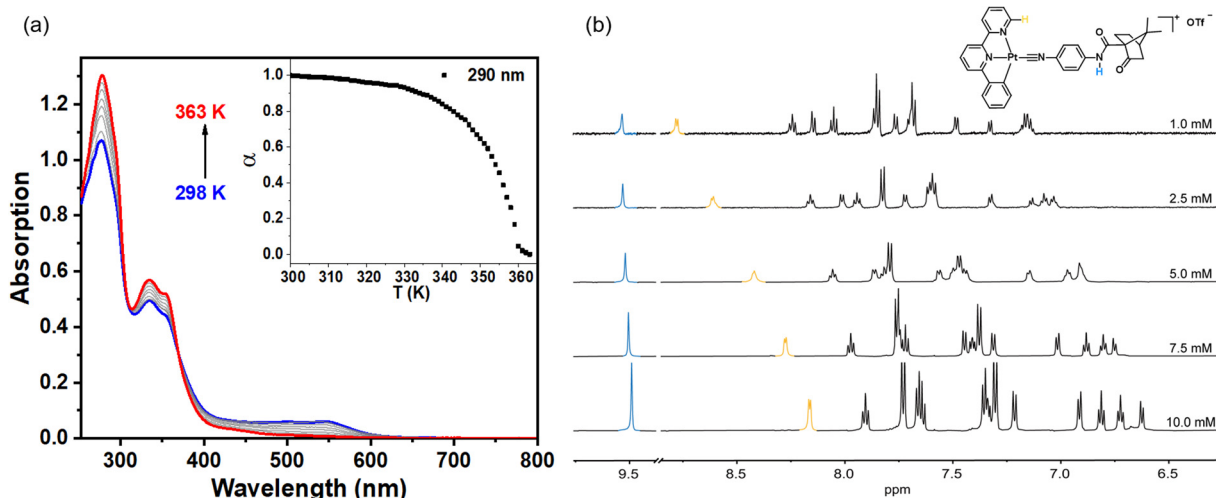 (a)
Absorption
1.2
1.0
0.8
0.6
0.4
0.2
0.0
300 400 500 600 700 800
Wavelength (nm)
363 K
298 K
290 nm
α
1.0
0.8
0.6
0.4
0.2
0.0
300 310 320 330 340 350 360
T (K)
(b)
H
N
N
Pt
N
N
H
O
O
+
OTf −
1.0 mM
2.5 mM
5.0 mM
7.5 mM
10.0 mM
9.5 8.5 8.0 7.5 7.0 6.5
ppm